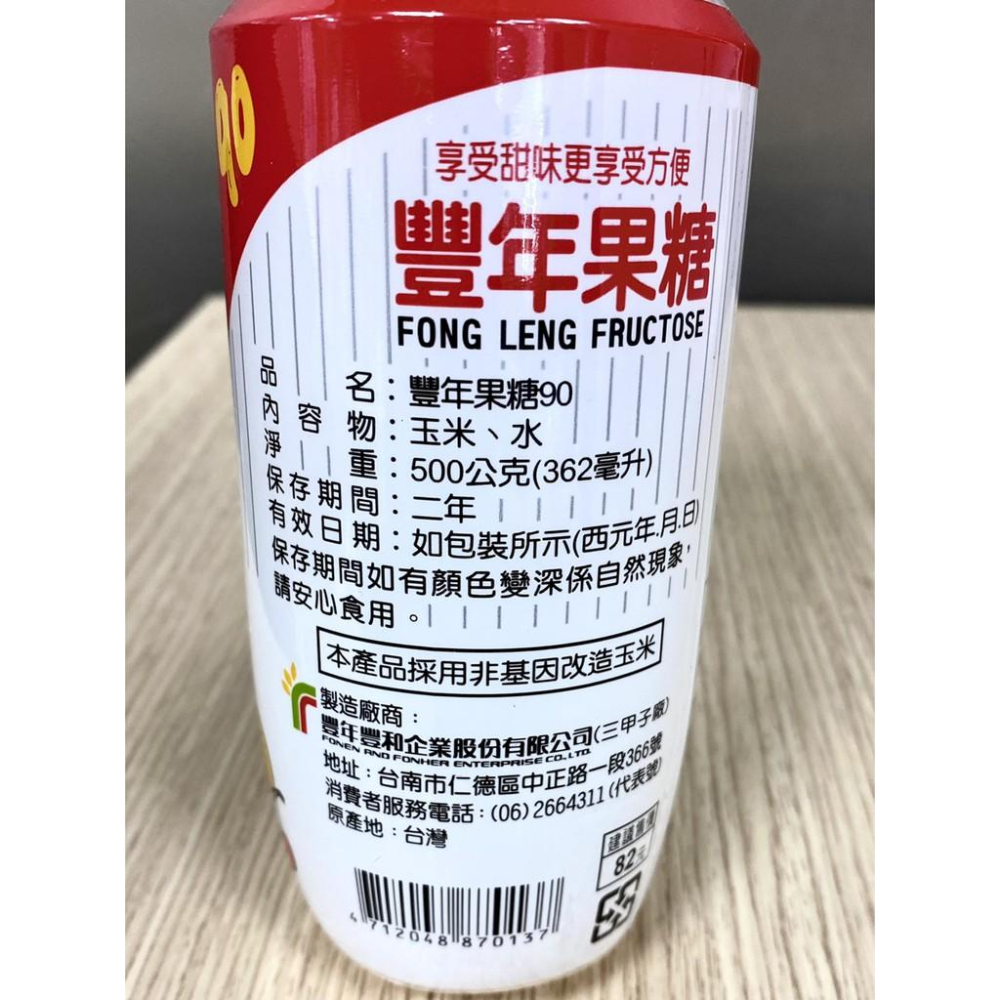 90
享受甜味更享受方便
豐年果糖
FONG LENG FRUCTOSE
品名：豐年果糖90
內容物：玉米、水
淨重：500公克(362毫升)
保存期間：二年
有效日期：如包裝所示(西元年.月.日)
保存期間如有顏色變深係自然現象，
請安心食用。
本產品採用非基因改造玉米
製造廠商：
豐年豐和企業股份有限公司(三甲子廠)
FONEN AND FONHER ENTERPRISE CO., LTD.
地址：台南市仁德區中正路一段366號
消費者服務電話：(06)2664311(代表號)
原產地：台灣
建議售價
82元
4 712048 870137